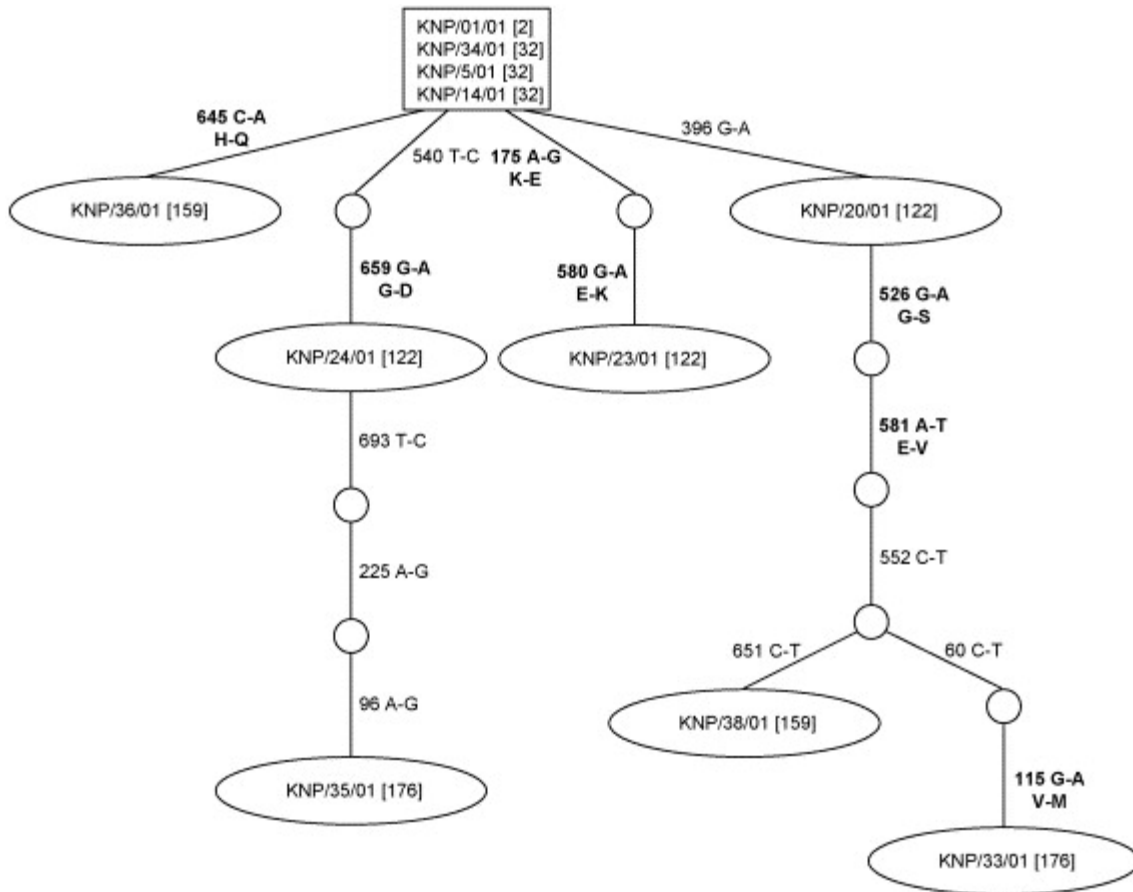 KNP/01/01 [2]
KNP/34/01 [32]
KNP/5/01 [32]
KNP/14/01 [32]
645 C-A
H-Q
540 T-C
175 A-G
K-E
396 G-A
KNP/36/01 [159]
KNP/20/01 [122]
659 G-A
G-D
580 G-A
E-K
526 G-A
G-S
KNP/24/01 [122]
KNP/23/01 [122]
693 T-C
581 A-T
E-V
225 A-G
552 C-T
651 C-T
60 C-T
96 A-G
KNP/38/01 [159]
KNP/35/01 [176]
115 G-A
V-M
KNP/33/01 [176]